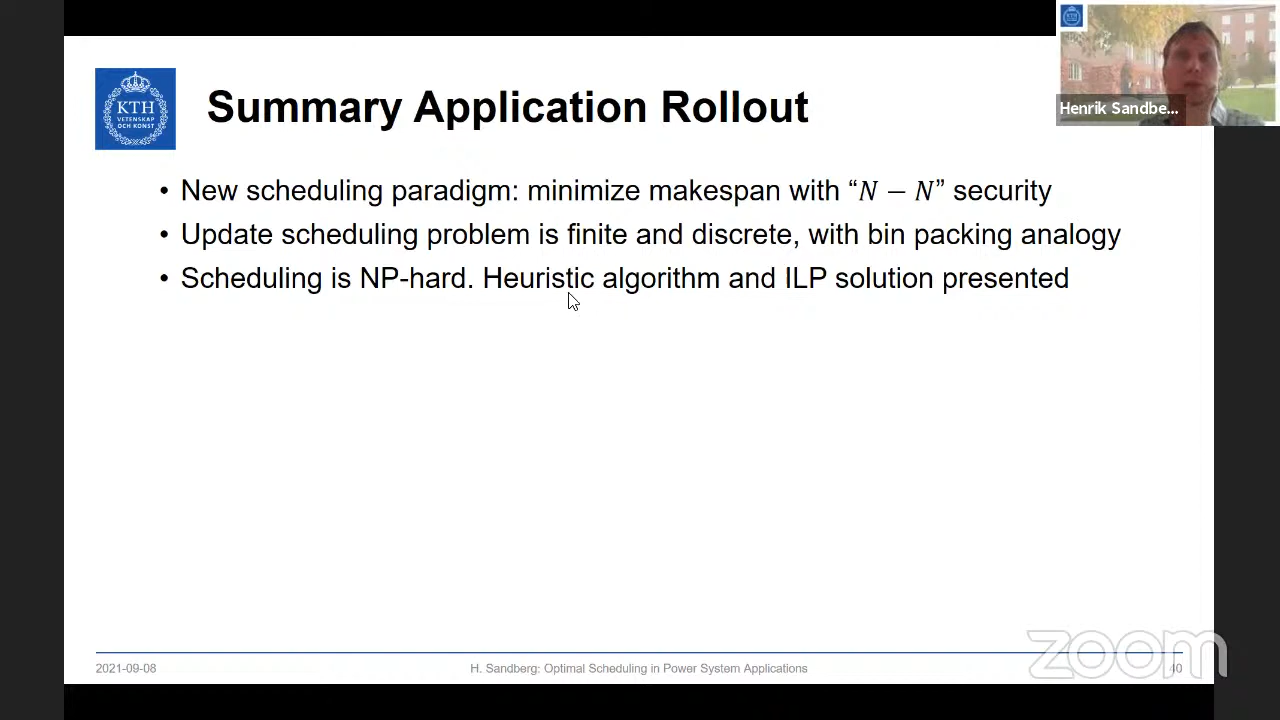 KTH
VETENSKAP
OCH KONST
Summary Application Rollout
Henrik Sandbe...
• New scheduling paradigm: minimize makespan with “N – N” security
• Update scheduling problem is finite and discrete, with bin packing analogy
• Scheduling is NP-hard. Heuristic algorithm and ILP solution presented
2021-09-08
H. Sandberg: Optimal Scheduling in Power System Applications
40
zoom